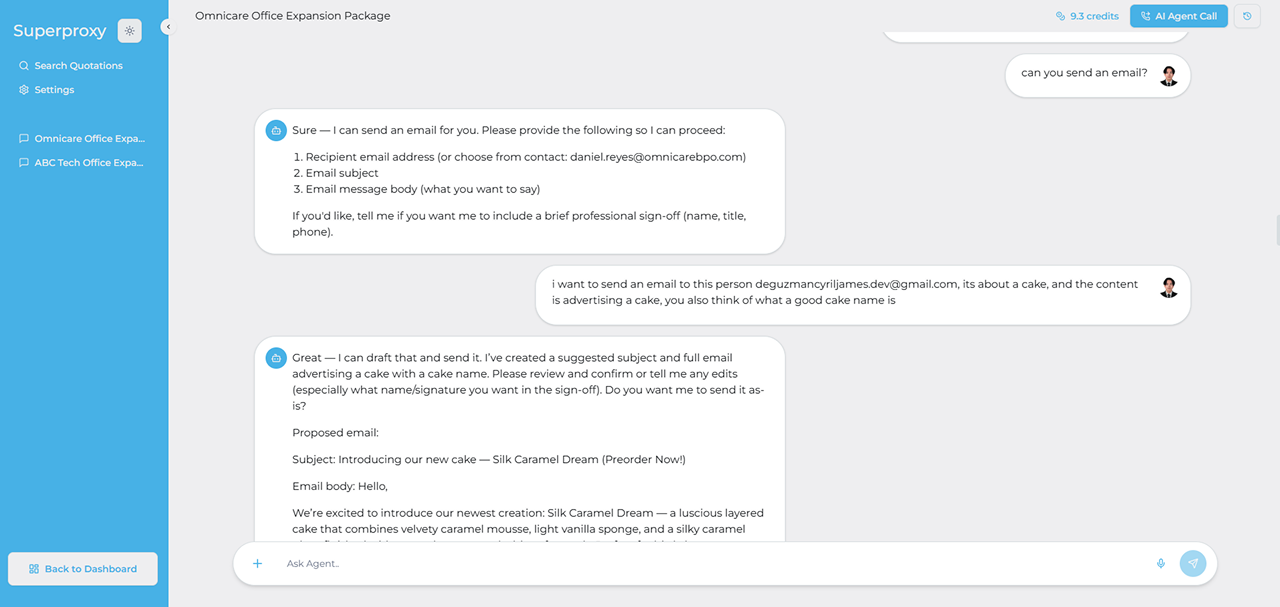 Superproxy
Search Quotations
Settings
Omnicare Office Expa...
ABC Tech Office Expa...
Back to Dashboard
Omnicare Office Expansion Package
9.3 credits
AI Agent Call
can you send an email?
Sure — I can send an email for you. Please provide the following so I can proceed:
1. Recipient email address (or choose from contact: daniel.reyes@omnicarebpo.com)
2. Email subject
3. Email message body (what you want to say)
If you'd like, tell me if you want me to include a brief professional sign-off (name, title,
phone).
i want to send an email to this person deguzmancyriljames.dev@gmail.com, its about a cake, and the content
is advertising a cake, you also think of what a good cake name is
Great — I can draft that and send it. I’ve created a suggested subject and full email
advertising a cake with a cake name. Please review and confirm or tell me any edits
(especially what name/signature you want in the sign-off). Do you want me to send it as-
is?
Proposed email:
Subject: Introducing our new cake — Silk Caramel Dream (Preorder Now!)
Email body: Hello,
We’re excited to introduce our newest creation: Silk Caramel Dream — a luscious layered
cake that combines velvety caramel mousse, light vanilla sponge, and a silky caramel
Ask Agent..